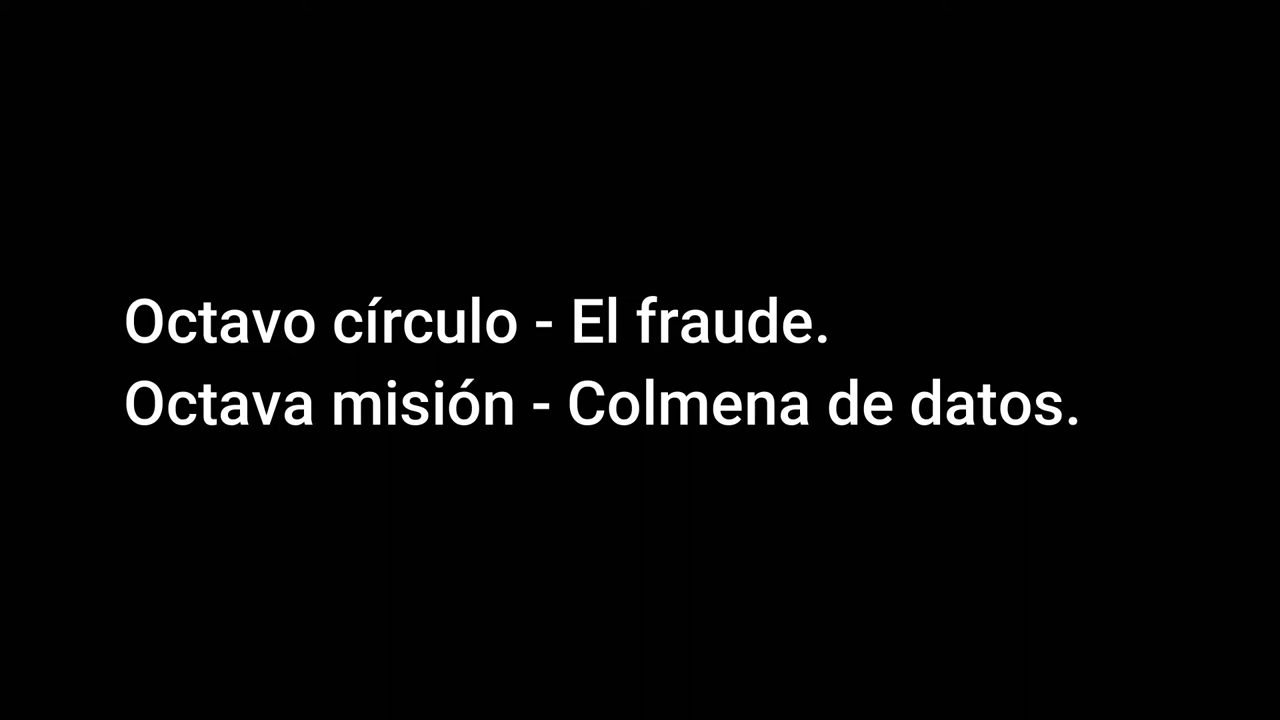 Octavo círculo - El fraude.
Octava misión - Colmena de datos.